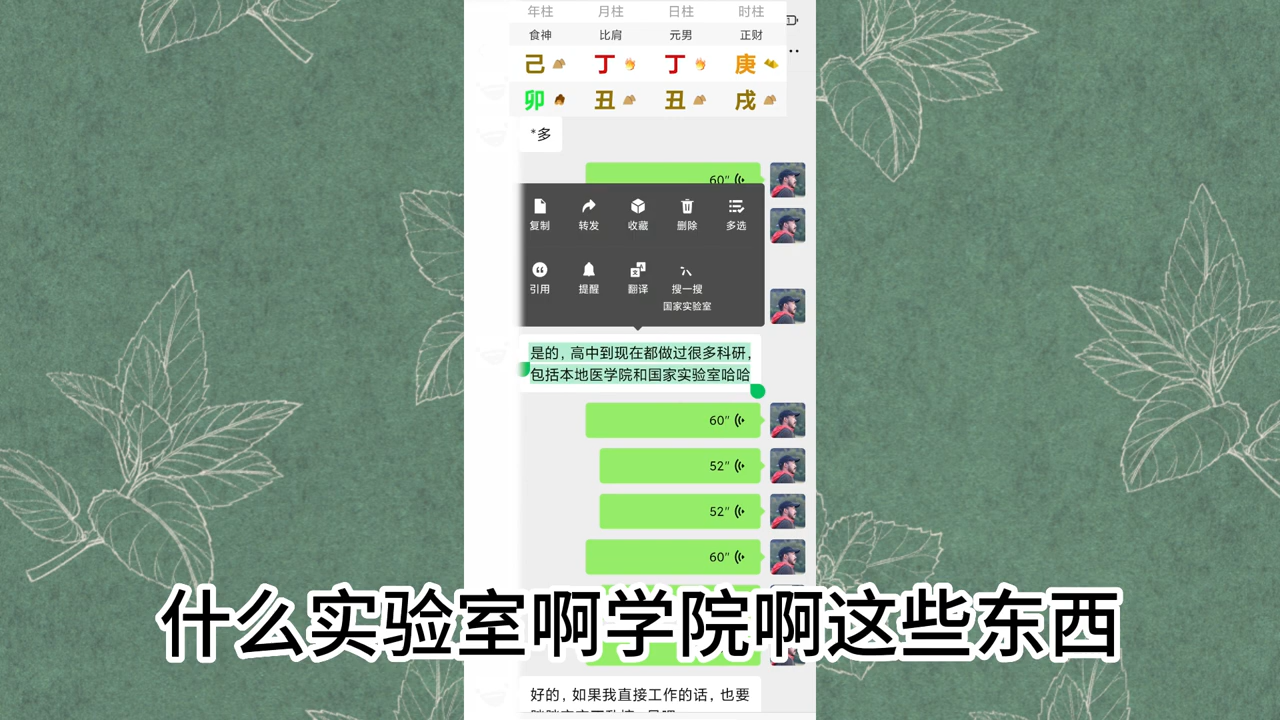 年柱 月柱 日柱 时柱
食神 比肩 元男 正财
己 丁 丁 庚
卯 丑 丑 戌
*多
60"
复制 转发 收藏 删除 多选
引用 提醒 翻译 搜一搜
国家实验室
是的，高中到现在都做过很多科研，
包括本地医学院和国家实验室哈哈
60"
52"
52"
60"
什么实验室啊学院啊这些东西
好的，如果我直接工作的话，也要